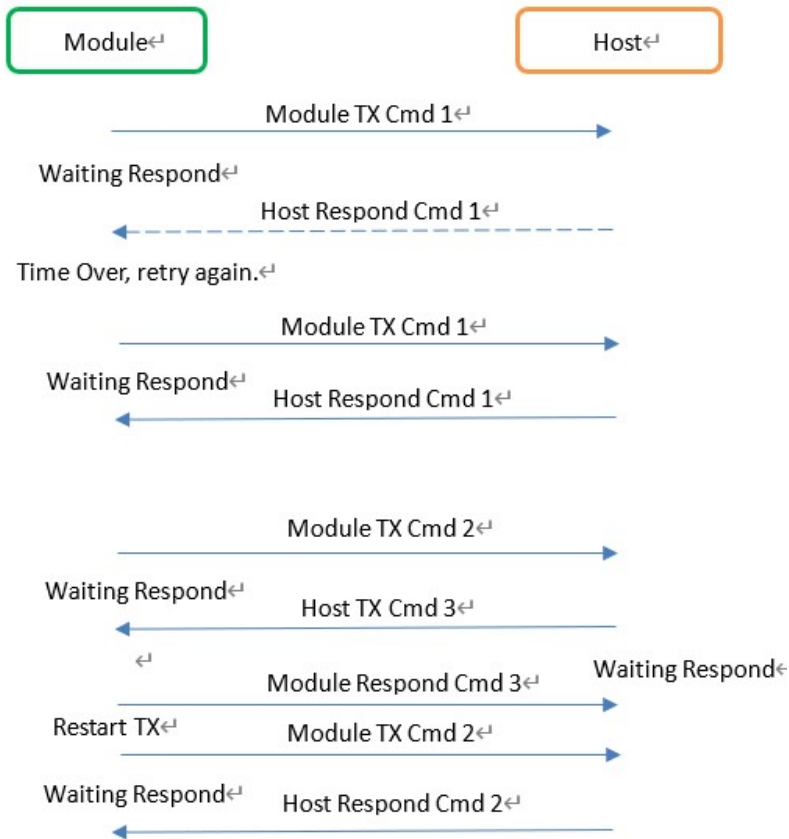 Module↵
Host↵
Module TX Cmd 1↵
Waiting Respond↵
Host Respond Cmd 1↵
Time Over, retry again.↵
Module TX Cmd 1↵
Waiting Respond↵
Host Respond Cmd 1↵
Module TX Cmd 2↵
Waiting Respond↵
Host TX Cmd 3↵
↵
Waiting Respond↵
Module Respond Cmd 3↵
Restart TX↵
Module TX Cmd 2↵
Waiting Respond↵
Host Respond Cmd 2↵